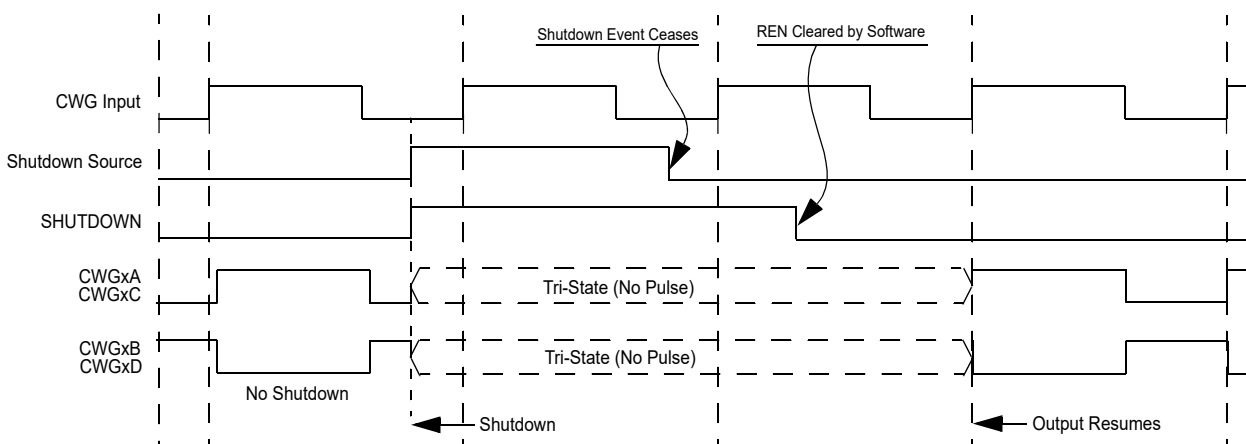 Shutdown Event Ceases
REN Cleared by Software
CWG Input
Shutdown Source
SHUTDOWN
CWGxA
CWGxC
Tri-State (No Pulse)
CWGxB
CWGxD
Tri-State (No Pulse)
No Shutdown
Shutdown
Output Resumes